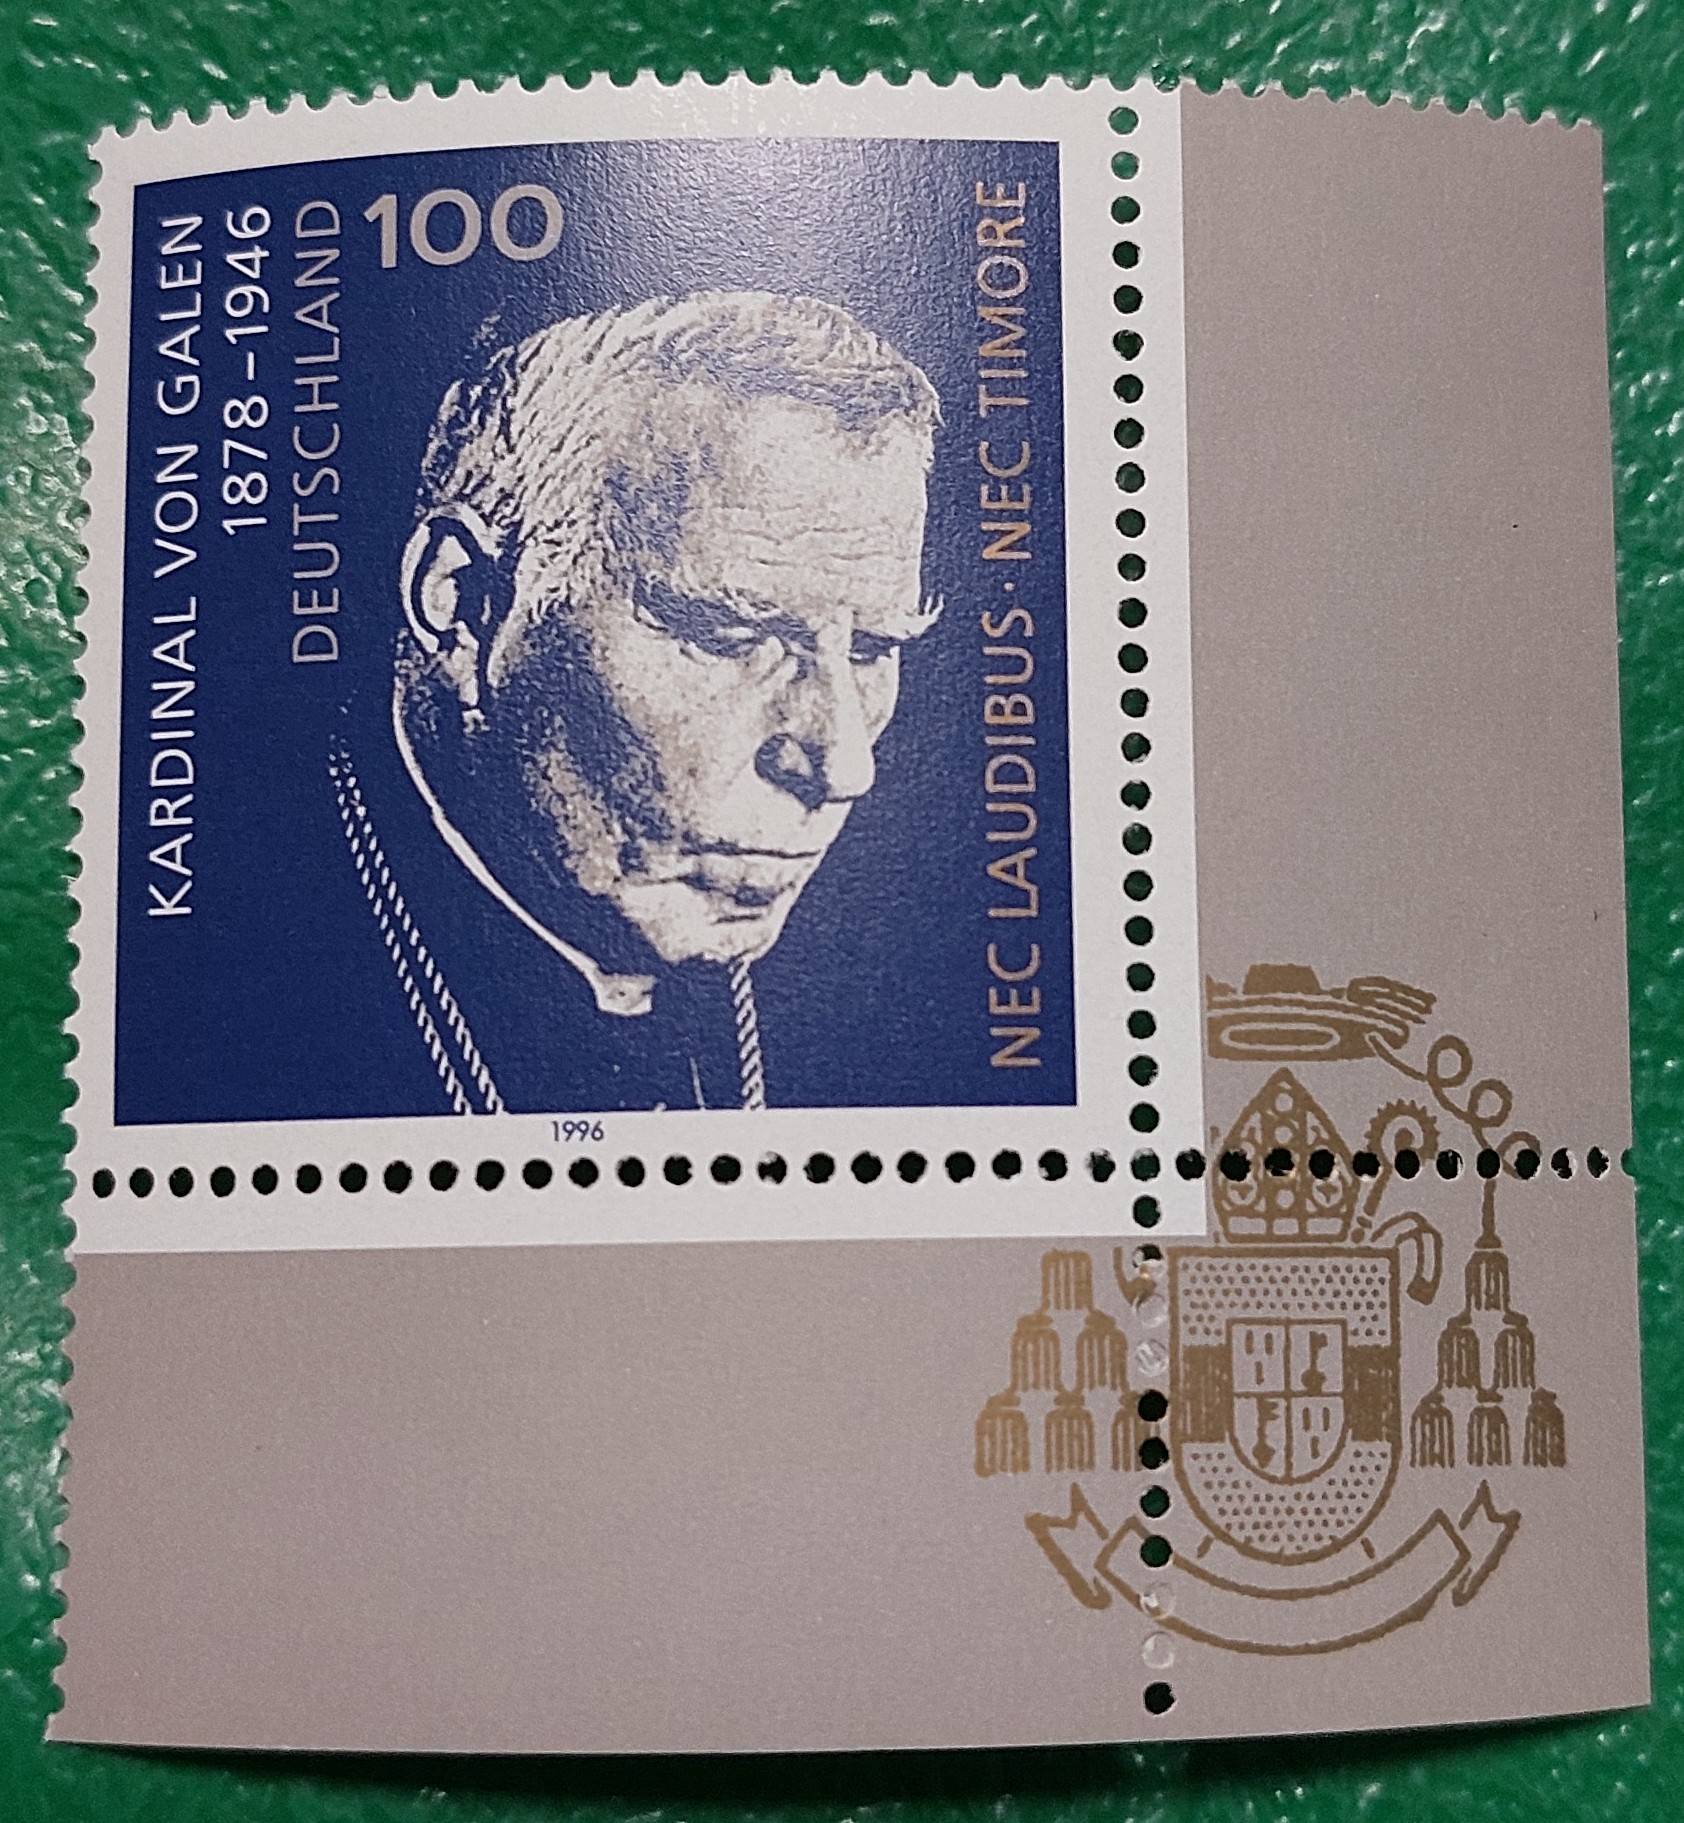 KARDINAL VON GALEN
1878–1946
DEUTSCHLAND
100
NEC LAUDIBUS · NEC TIMORE
1996